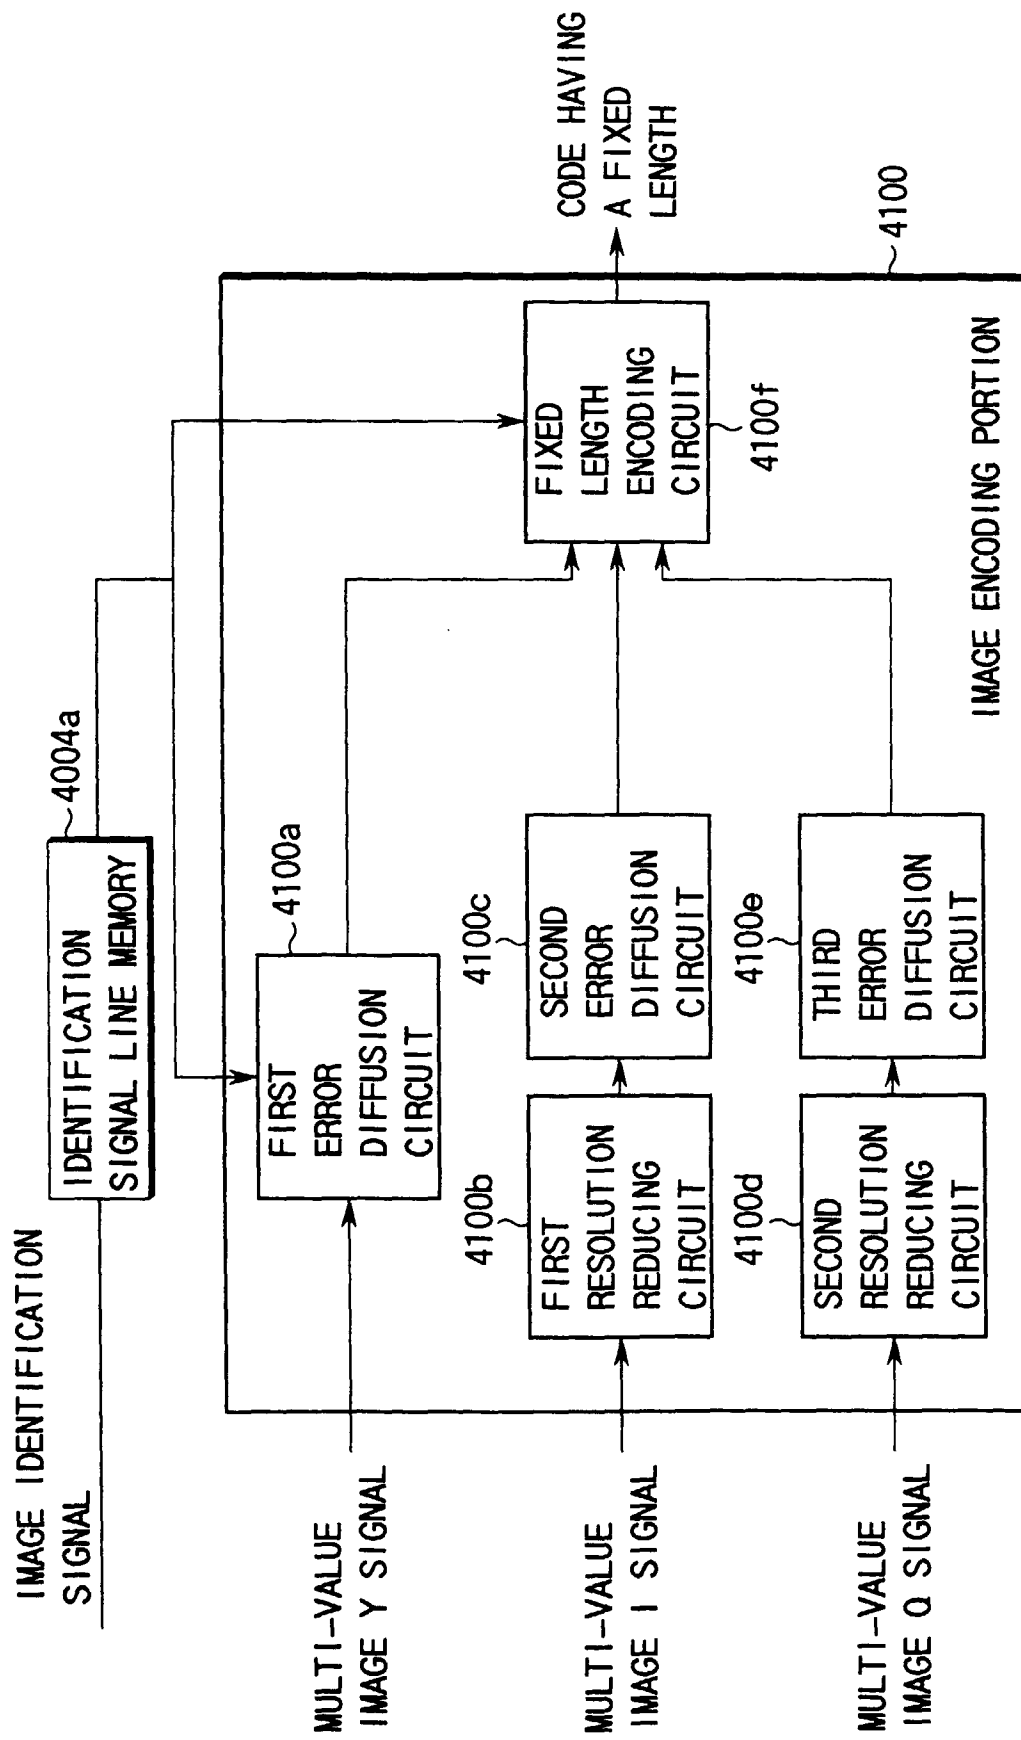 IMAGE IDENTIFICATION
SIGNAL
IDENTIFICATION
SIGNAL LINE MEMORY
4004a
MULTI-VALUE
IMAGE Y SIGNAL
FIRST
ERROR
DIFFUSION
CIRCUIT
4100a
MULTI-VALUE
IMAGE I SIGNAL
4100b
FIRST
RESOLUTION
REDUCING
CIRCUIT
4100c
SECOND
ERROR
DIFFUSION
CIRCUIT
MULTI-VALUE
IMAGE Q SIGNAL
4100d
SECOND
RESOLUTION
REDUCING
CIRCUIT
4100e
THIRD
ERROR
DIFFUSION
CIRCUIT
FIXED
LENGTH
ENCODING
CIRCUIT
4100f
CODE HAVING
A FIXED
LENGTH
4100
IMAGE ENCODING PORTION